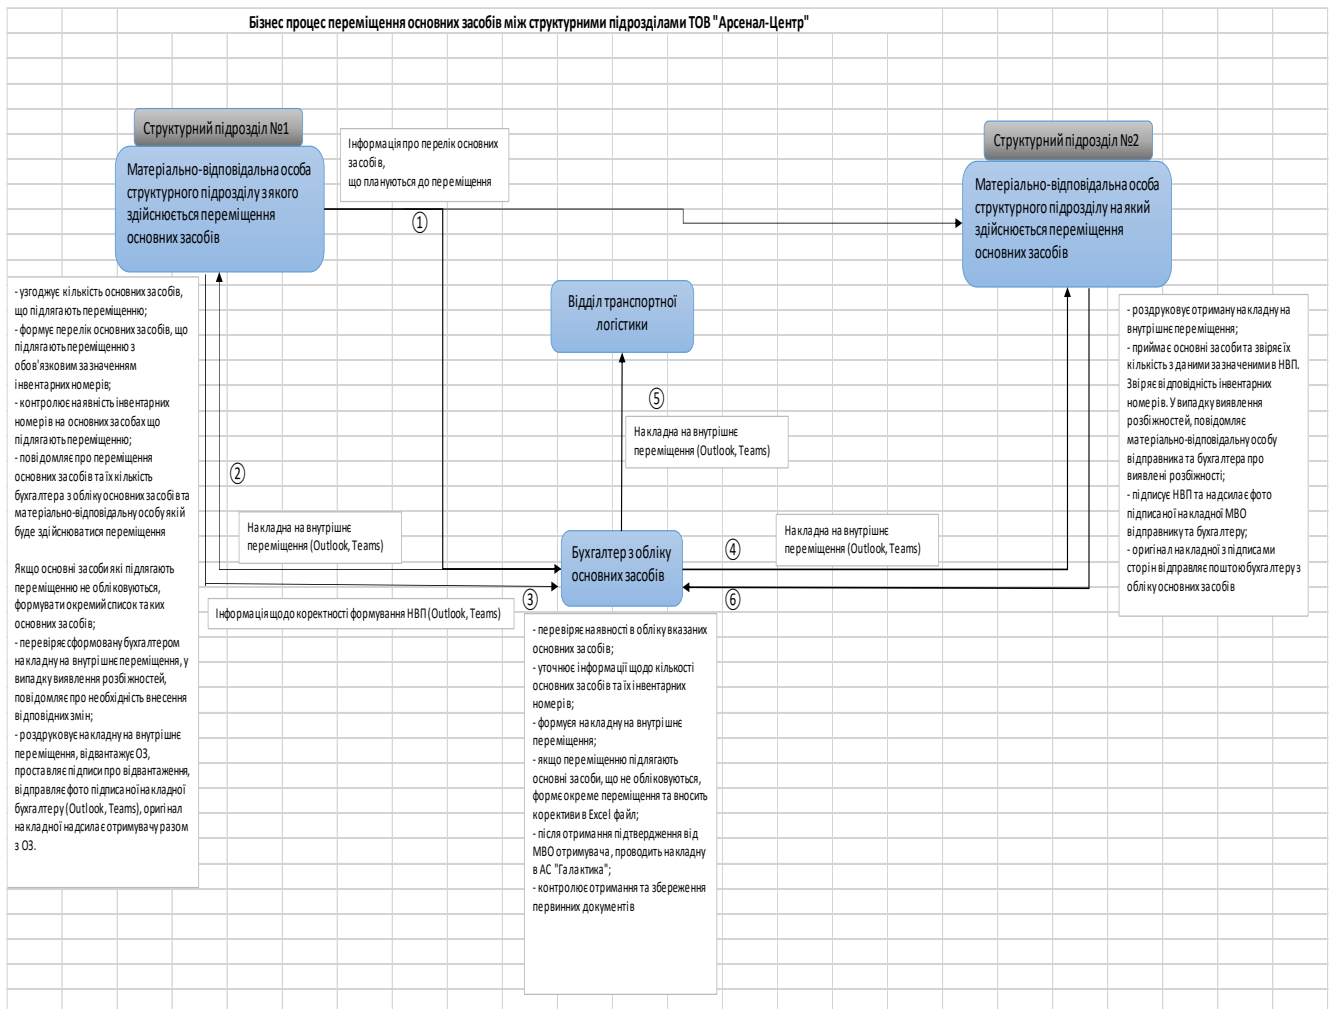 Бізнес процес переміщення основних засобів між структурними підрозділами ТОВ "Арсенал-Центр"
Структурний підрозділ №1
Матеріально-відповідальна особа
структурного підрозділу з якого
здійснюється переміщення
основних засобів
Інформація про перелік основних
засобів,
що плануються до переміщення
1
Структурний підрозділ №2
Матеріально-відповідальна особа
структурного підрозділу на який
здійснюється переміщення
основних засобів
- узгоджує кількість основних засобів,
що підлягають переміщенню;
- формує перелік основних засобів, що
підлягають переміщенню з
обов'язковим зазначенням
інвентарних номерів;
- контролює наявність інвентарних
номерів на основних засобах що
підлягають переміщенню;
- повідомляє про переміщення
основних засобів та їх кількість
бухгалтера з обліку основних засобів та
матеріально-відповідальну особу якій
буде здійснюватися переміщення
Якщо основні засоби які підлягають
переміщенню не обліковуються,
формувати окремий список таких
основних засобів;
- перевіряє сформовану бухгалтером
накладну на внутрішнє переміщення, у
випадку виявлення розбіжностей,
повідомляє про необхідність внесення
відповідних змін;
- роздруковує накладну на внутрішнє
переміщення, відвантажує ОЗ,
проставляє підписи про відвантаження,
відправляє фото підписаної накладної
бухгалтеру (Outlook, Teams), оригінал
накладної надсилає отримувачу разом
з ОЗ.
Відділ транспортної
логістики
5
Накладна на внутрішнє
переміщення (Outlook, Teams)
2
Накладна на внутрішнє
переміщення (Outlook, Teams)
Бухгалтер з обліку
основних засобів
4
Накладна на внутрішнє
переміщення (Outlook, Teams)
3
6
Інформація щодо коректності формування НВП (Outlook, Teams)
- перевіряє наявності в обліку вказаних
основних засобів;
- уточнює інформації щодо кількості
основних засобів та їх інвентарних
номерів;
- формуєя накладну на внутрішнє
переміщення;
- якщо переміщенню підлягають
основні засоби, що не обліковуються,
формє окреме переміщення та вносить
корективи в Excel файл;
- після отримання підтвердження від
МВО отримувача, проводить накладну
в АС "Галактика";
- контролює отримання та збереження
первинних документів
- роздруковує отриману накладну на
внутрішнє переміщення;
- приймає основні засоби та звіряє їх
кількість з даними зазначеними в НВП.
Звіряє відповідність інвентарних
номерів. У випадку виявлення
розбіжностей, повідомляє
матеріально-відповідальну особу
відправника та бухгалтера про
виявлені розбіжності;
- підписує НВП та надсилає фото
підписаної накладної МВО
відправнику та бухгалтеру;
- оригінал накладної з підписами
сторін відправляє поштою бухгалтеру з
обліку основних засобів